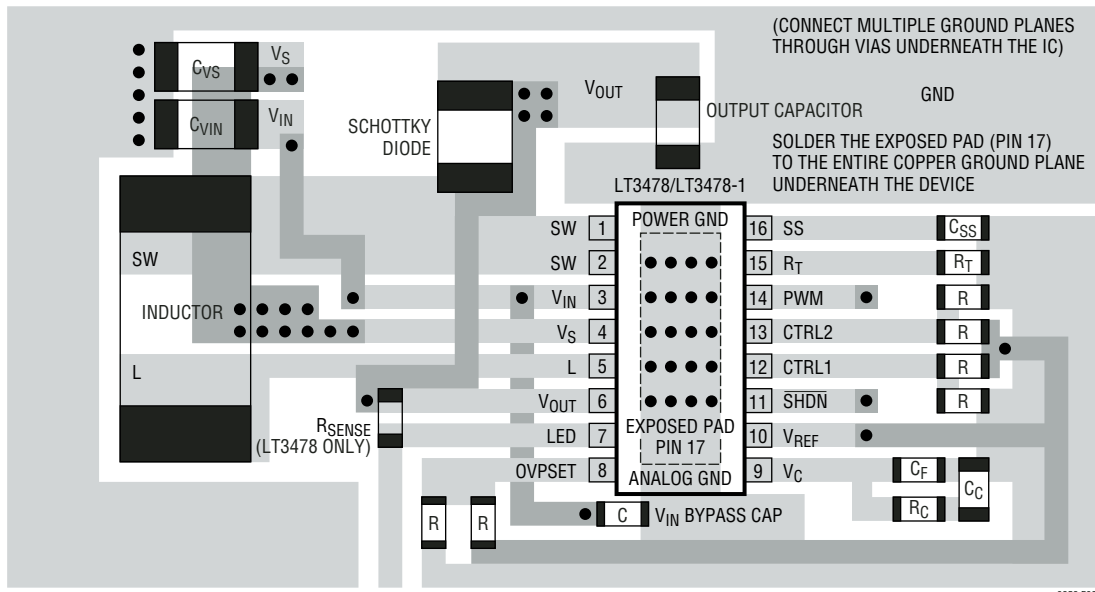 (CONNECT MULTIPLE GROUND PLANES
THROUGH VIAS UNDERNEATH THE IC)
CVS
VS
CVIN
VIN
SCHOTTKY
DIODE
VOUT
OUTPUT CAPACITOR
GND
SOLDER THE EXPOSED PAD (PIN 17)
TO THE ENTIRE COPPER GROUND PLANE
UNDERNEATH THE DEVICE
LT3478/LT3478-1
POWER GND
SW 1
16 SS
CSS
SW
SW 2
15 RT
RT
INDUCTOR
VIN 3
14 PWM
R
VS 4
13 CTRL2
R
L
L 5
12 CTRL1
R
VOUT 6
11 SHDN
R
RSENSE
(LT3478 ONLY)
LED 7
EXPOSED PAD
PIN 17
10 VREF
OVPSET 8
ANALOG GND
9 VC
CF
CC
RC
R
R
C
VIN BYPASS CAP